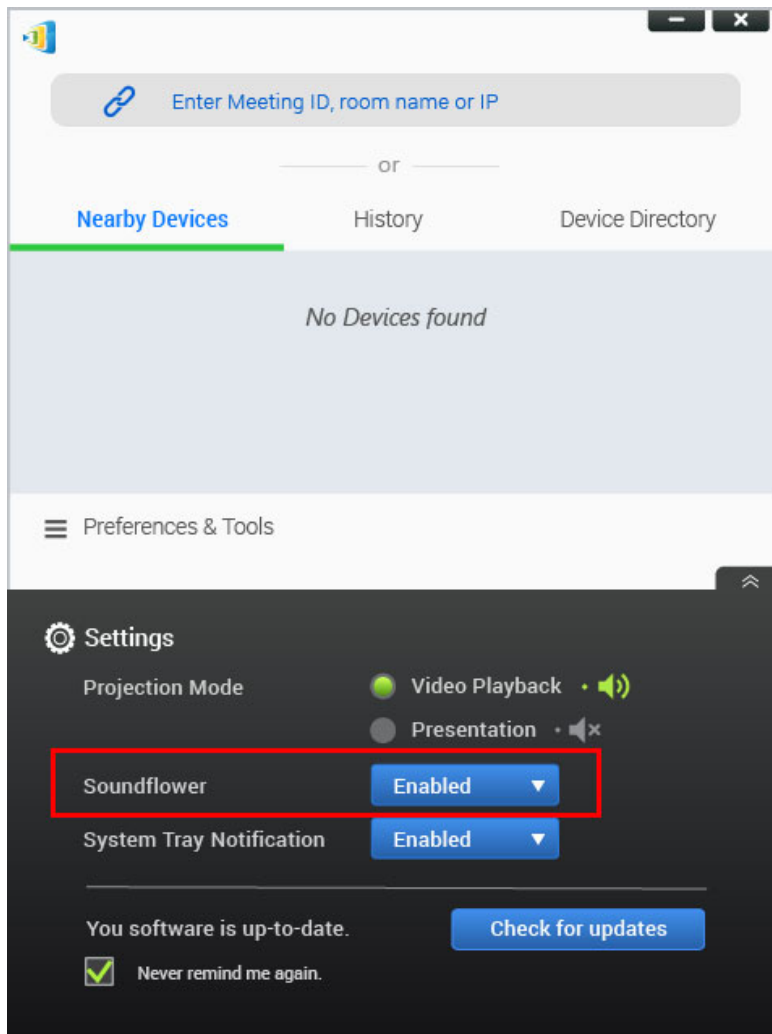 Enter Meeting ID, room name or IP
or
Nearby Devices History Device Directory
No Devices found
Preferences & Tools
Settings
Projection Mode Video Playback
Presentation
Soundflower Enabled
System Tray Notification Enabled
You software is up-to-date. Check for updates
Never remind me again.